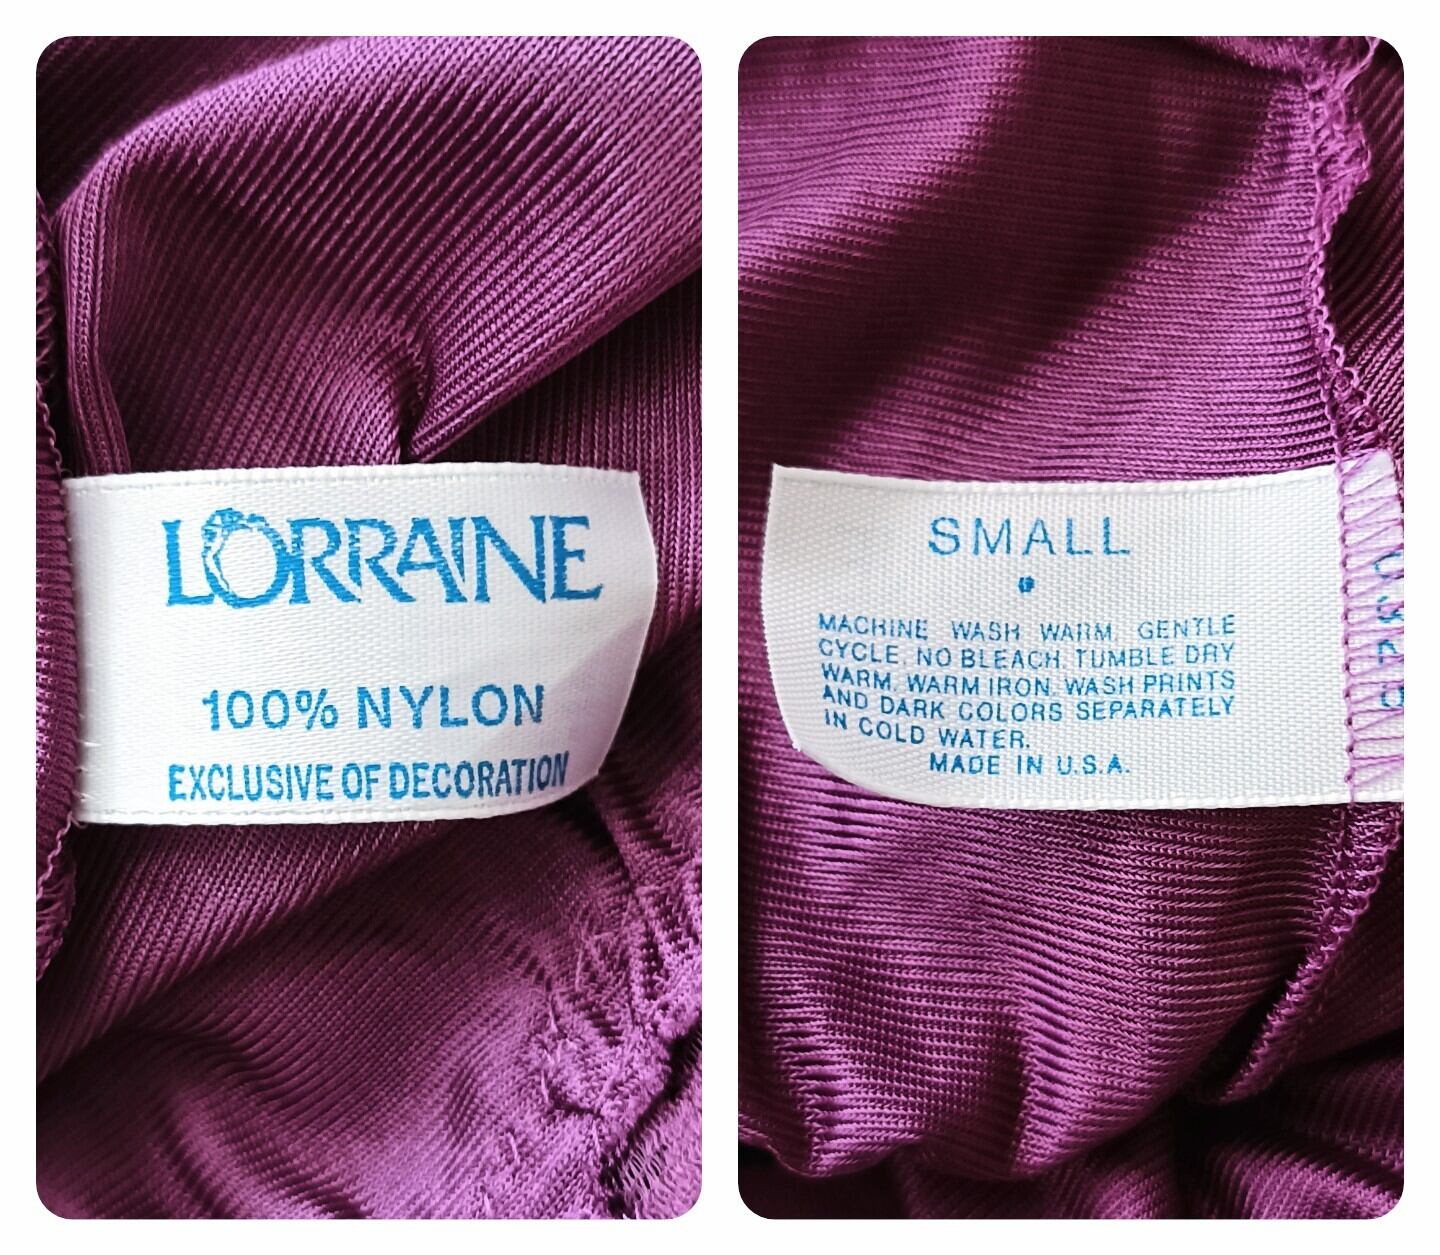 LORRAINE
100% NYLON
EXCLUSIVE OF DECORATION
SMALL
MACHINE WASH WARM, GENTLE
CYCLE, NO BLEACH, TUMBLE DRY
WARM, WARM IRON, WASH PRINTS
AND DARK COLORS SEPARATELY
IN COLD WATER.
MADE IN U.S.A.